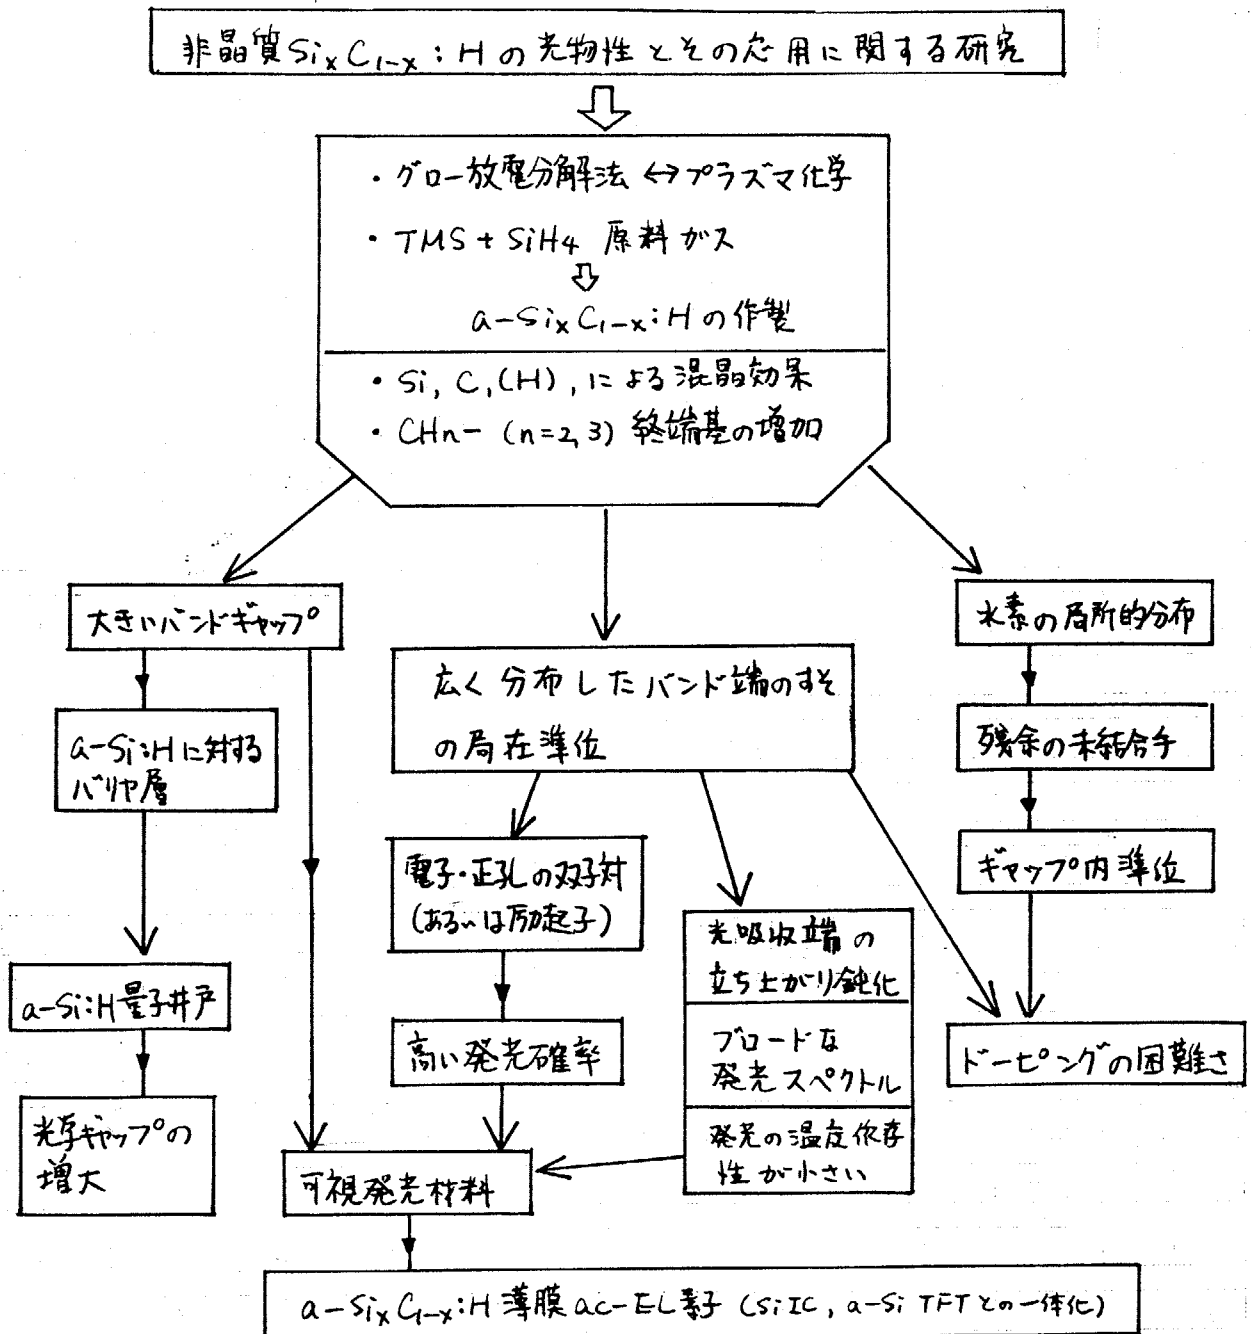 非晶質SixC1-x:Hの光物性とその応用に関する研究
・グロー放電分解法↔プラズマ化学
・TMS+SiH4 原料ガス
a-SixC1-x:Hの作製
・Si, C,(H), による混晶効果
・CHn- (n=2,3) 終端基の増加
大きいバンドギャップ
水素の局所的分布
広く分布したバンド端のすそ
の局在準位
a-Si:Hに対する
バリヤ層
残余の未結合手
電子・正孔の双子対
(あるいは励起子)
ギャップ内準位
光吸収端の
立ち上がり鈍化
a-Si:H量子井戸
高い発光確率
ブロードな
発光スペクトル
ドーピングの困難さ
光学ギャップの
増大
発光の温度依存
性が小さい
可視発光材料
a-SixC1-x:H薄膜ac-EL素子 (SiIC, a-Si TFTとの一体化)